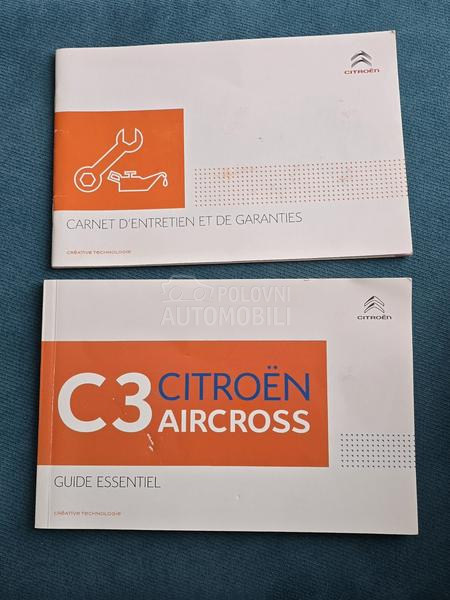 CITROËN
CARNET D'ENTRETIEN ET DE GARANTIES
CRÉATIVE TECHNOLOGIE
POLOVNI
AUTOMOBILI
CITROËN
C3 CITROËN
AIRCROSS
GUIDE ESSENTIEL
CRÉATIVE TECHNOLOGIE